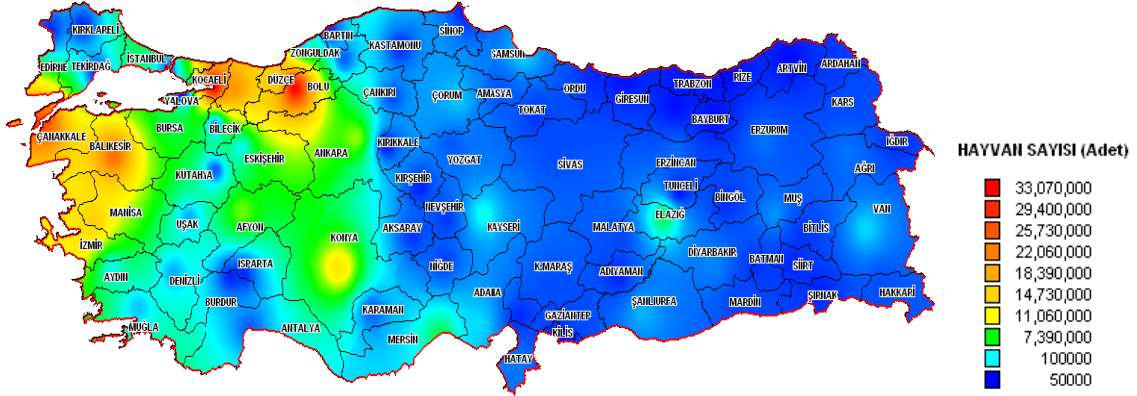 KIRKLARELİ
EDİRNE
TEKİRDAĞ
İSTANBUL
KOCAELİ
YALOVA
DÜZCE
BOLU
ZONGULDAK
BARTIN
KASTAMONU
SİNOP
SAMSUN
ÇANKIRI
ÇORUM
AMASYA
TOKAT
ORDU
GİRESUN
TRABZON
RİZE
ARTVİN
ARDAHAN
BAYBURT
KARS
ERZURUM
IĞDIR
AĞRI
ÇANAKKALE
BALIKESİR
BURSA
BİLECİK
ESKİŞEHİR
ANKARA
KIRIKKALE
YOZGAT
SİVAS
ERZİNCAN
TUNCELİ
BİNGÖL
MUŞ
KÜTAHYA
KIRŞEHİR
NEVŞEHİR
KAYSERİ
MALATYA
ELAZIĞ
BİTLİS
VAN
MANİSA
UŞAK
AFYON
KONYA
AKSARAY
İZMİR
AYDIN
DENİZLİ
ISPARTA
BURDUR
NİĞDE
K.MARAŞ
ADIYAMAN
DİYARBAKIR
BATMAN
SİİRT
MUĞLA
ANTALYA
KARAMAN
MERSİN
ADANA
GAZİANTEP
KİLİS
HATAY
ŞANLIURFA
MARDİN
ŞIRNAK
HAKKARİ
HAYVAN SAYISI (Adet)
33,070,000
29,400,000
25,730,000
22,060,000
18,390,000
14,730,000
11,060,000
7,390,000
100000
50000